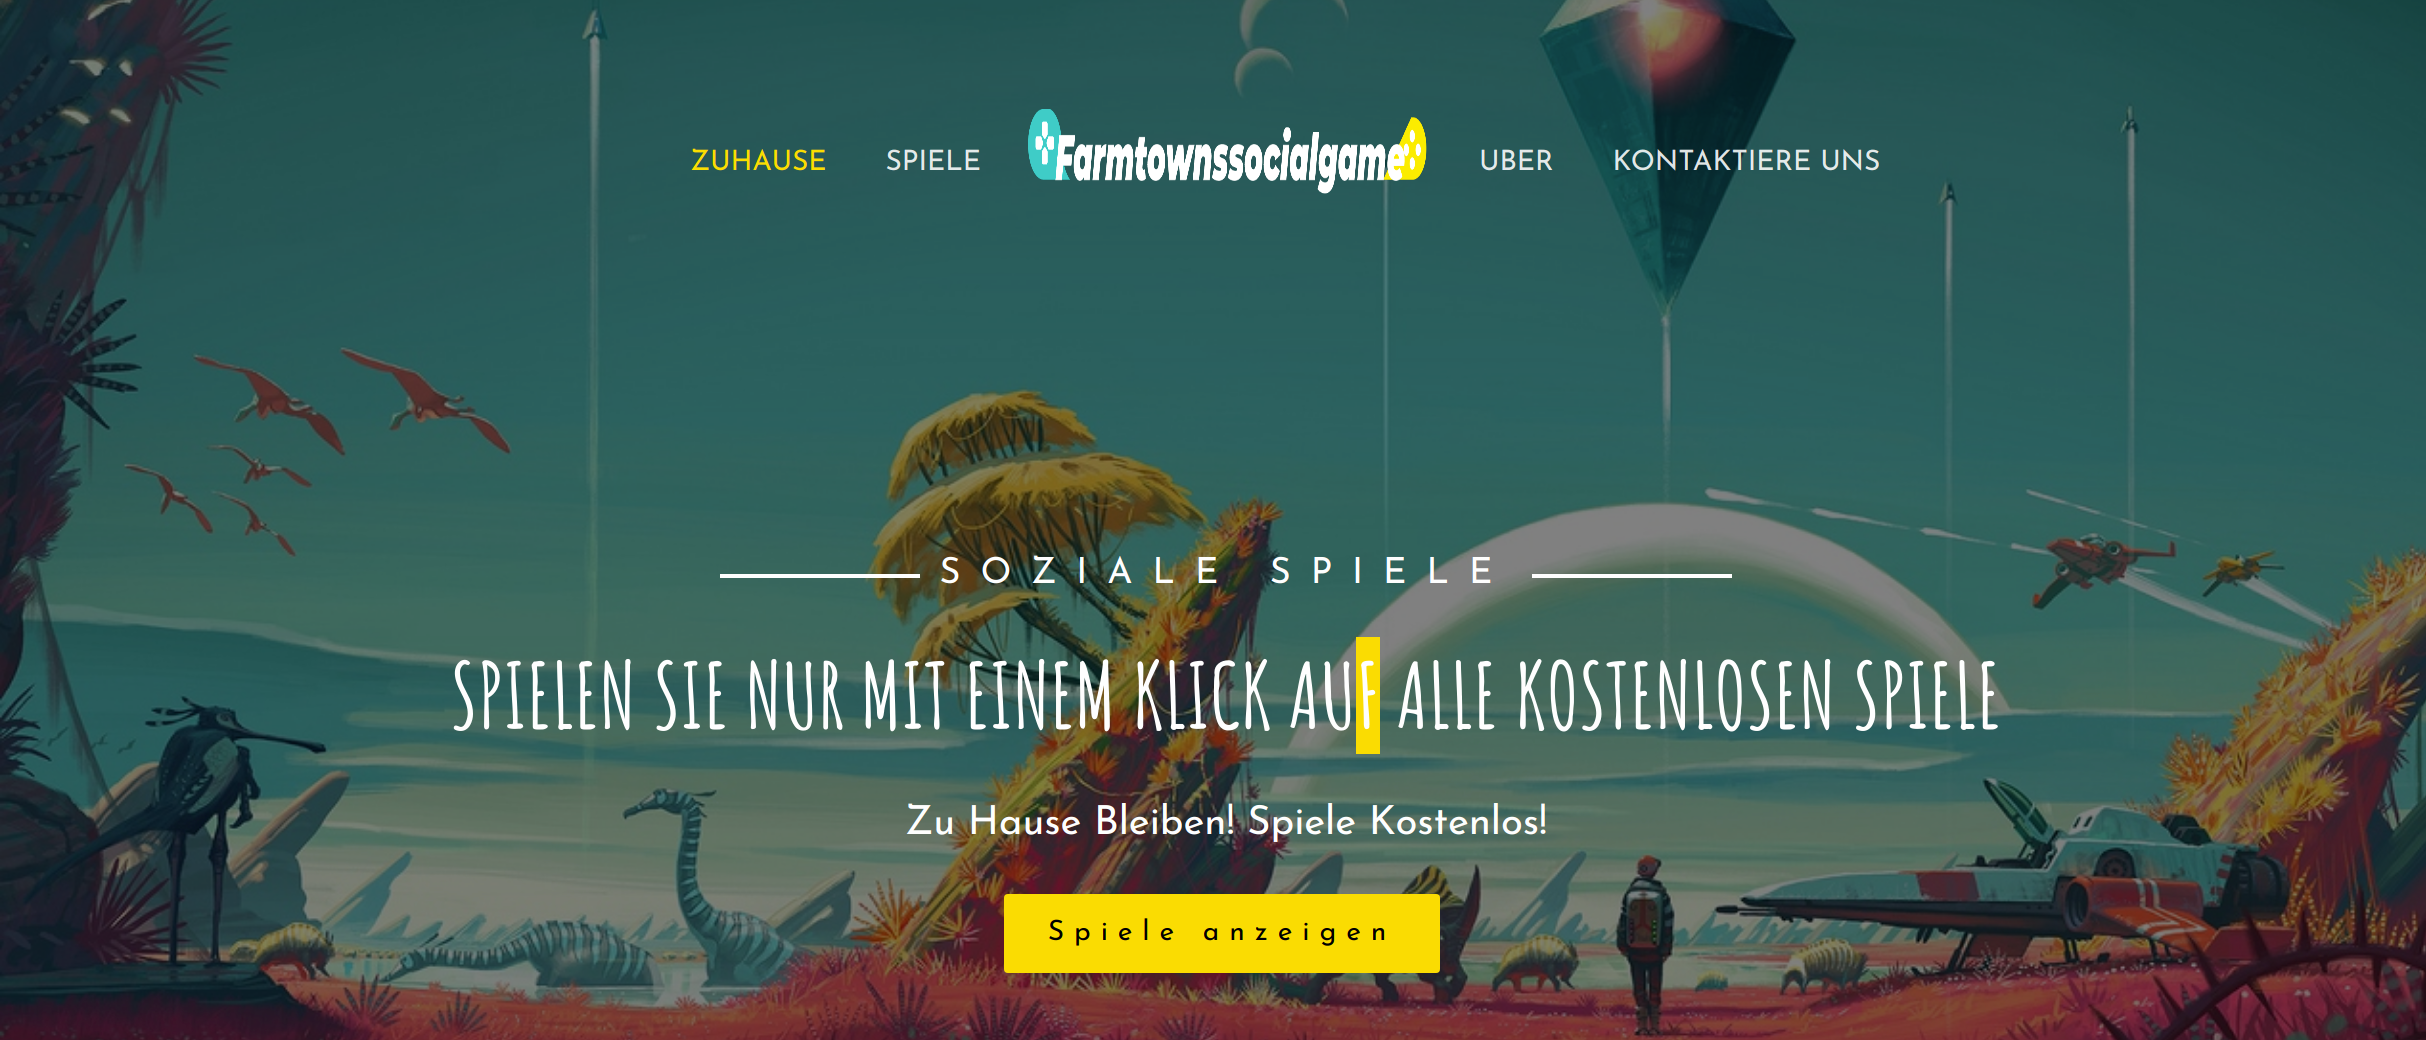 ZUHAUSE SPIELE Farmtownssocialgame UBER KONTAKTIERE UNS
SOZIALE SPIELE
SPIELEN SIE NUR MIT EINEM KLICK AUF ALLE KOSTENLOSEN SPIELE
Zu Hause Bleiben! Spiele Kostenlos!
Spiele anzeigen